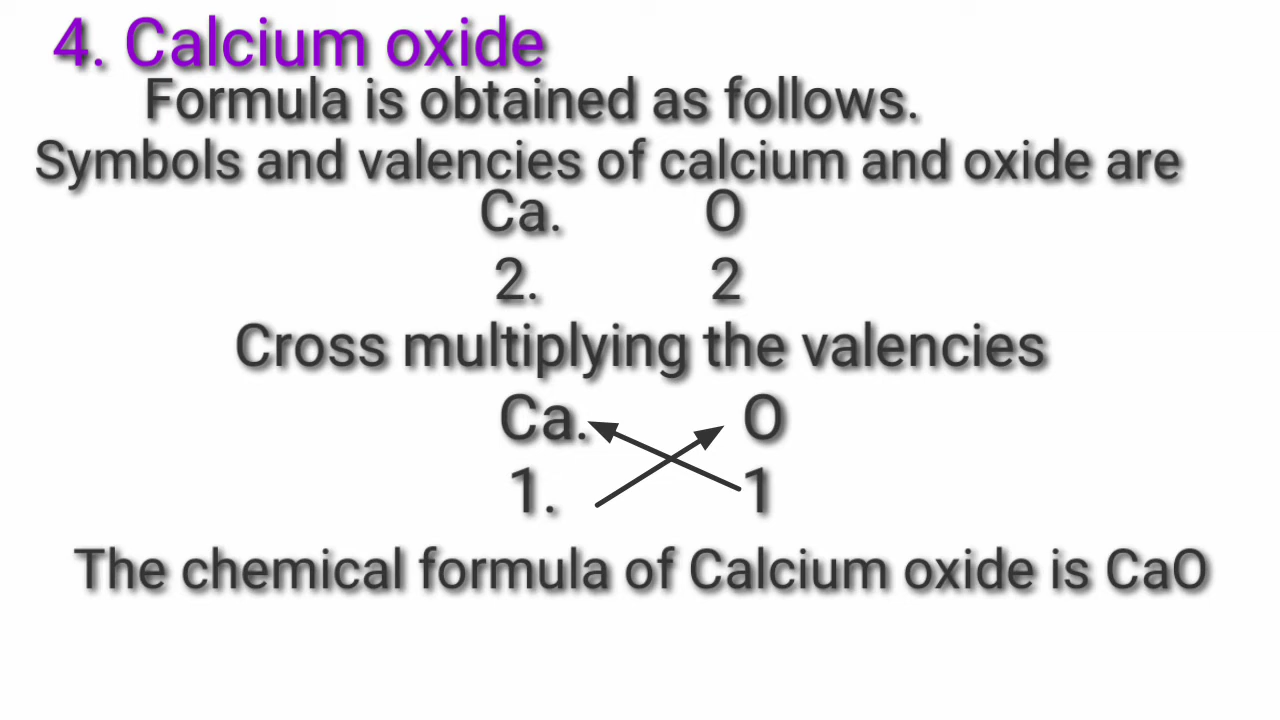 4. Calcium oxide
Formula is obtained as follows.
Symbols and valencies of calcium and oxide are
Ca. O
2. 2
Cross multiplying the valencies
Ca. O
1. 1
The chemical formula of Calcium oxide is CaO